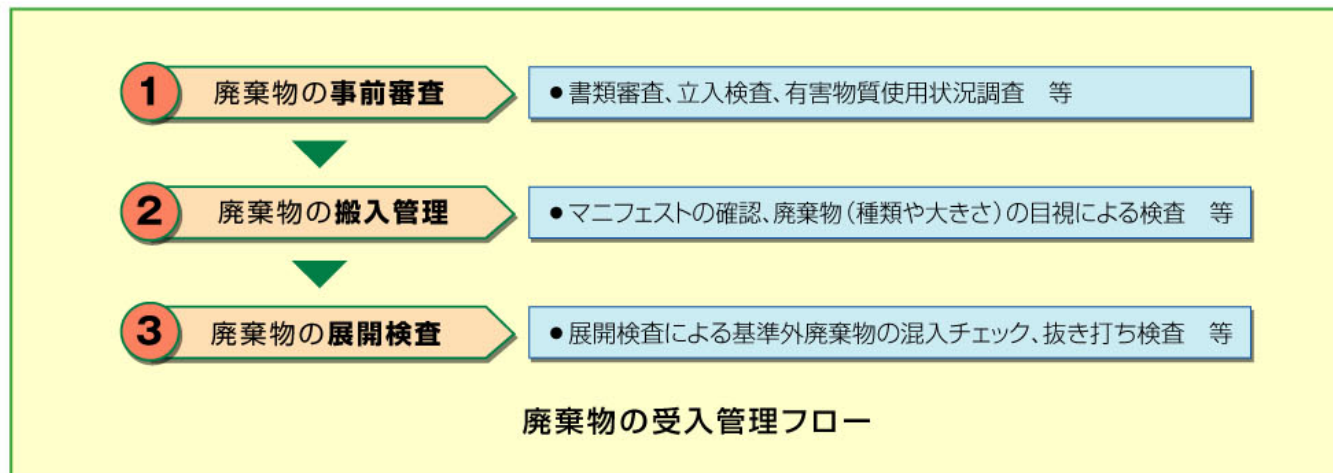 1 廃棄物の事前審査
●書類審査、立入検査、有害物質使用状況調査　等
2 廃棄物の搬入管理
●マニフェストの確認、廃棄物（種類や大きさ）の目視による検査　等
3 廃棄物の展開検査
●展開検査による基準外廃棄物の混入チェック、抜き打ち検査　等
廃棄物の受入管理フロー